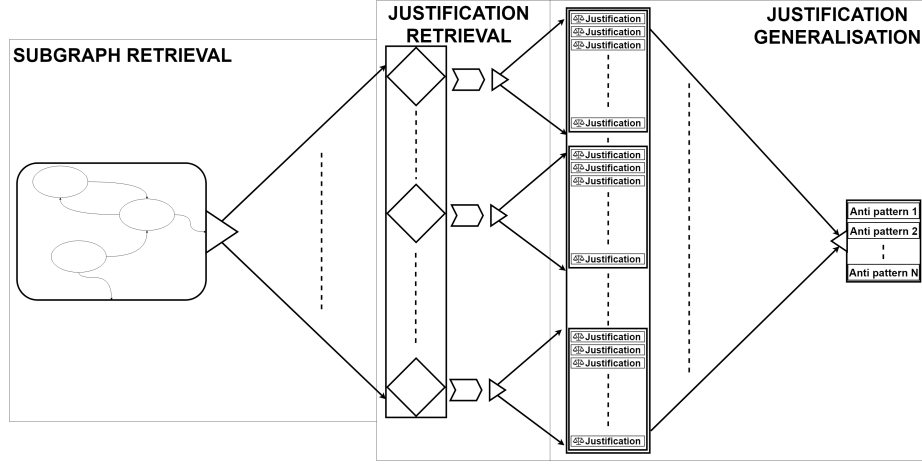 SUBGRAPH RETRIEVAL
JUSTIFICATION
RETRIEVAL
JUSTIFICATION
GENERALISATION
Justification
Justification
Justification
Justification
Justification
Justification
Justification
Justification
Justification
Justification
Justification
Justification
Anti pattern 1
Anti pattern 2
Anti pattern N